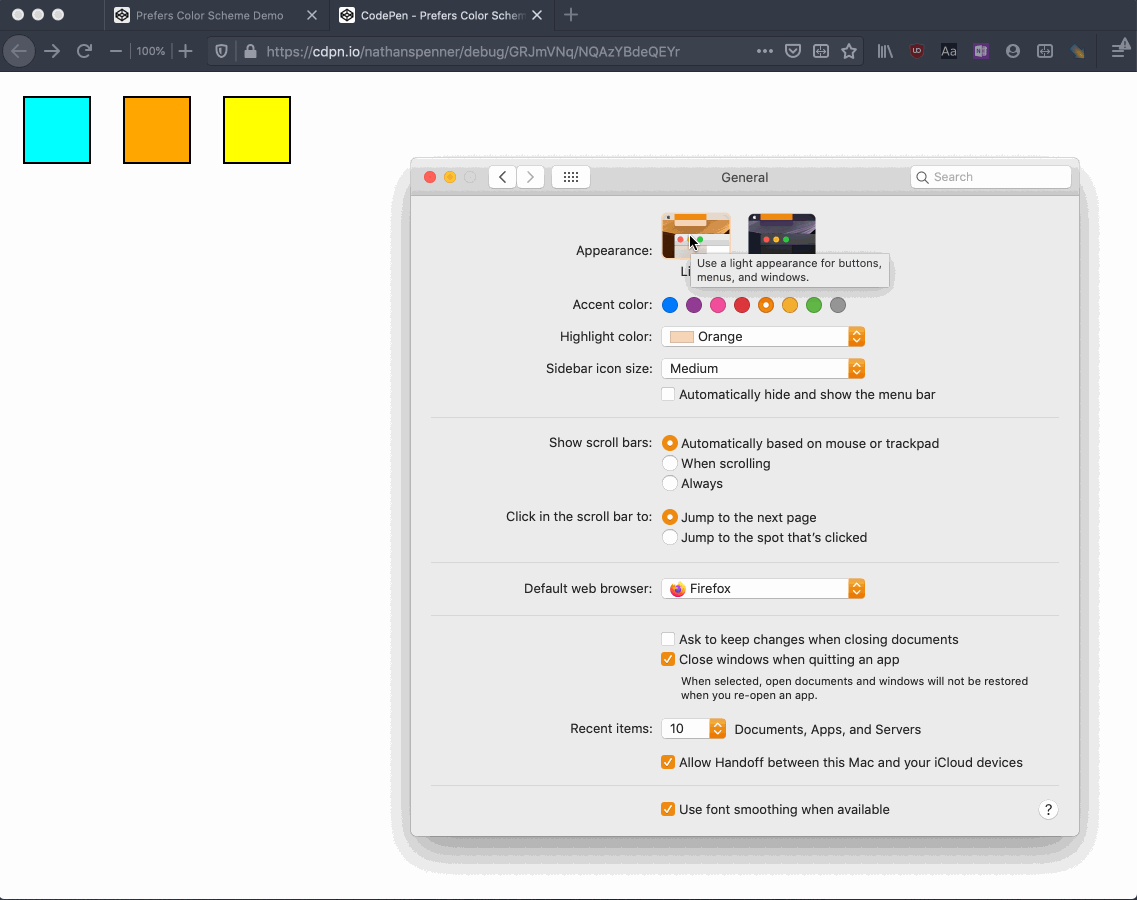 Prefers Color Scheme Demo
CodePen - Prefers Color Schem
100%
https://cdpn.io/nathanspenner/debug/GRJmVNq/NQAzYBdeQEYr
UD
Aa
General
Search
Appearance:
Use a light appearance for buttons,
menus, and windows.
Accent color:
Highlight color:
Orange
Sidebar icon size:
Medium
Automatically hide and show the menu bar
Show scroll bars:
Automatically based on mouse or trackpad
When scrolling
Always
Click in the scroll bar to:
Jump to the next page
Jump to the spot that's clicked
Default web browser:
Firefox
Ask to keep changes when closing documents
Close windows when quitting an app
When selected, open documents and windows will not be restored
when you re-open an app.
Recent items:
10
Documents, Apps, and Servers
Allow Handoff between this Mac and your iCloud devices
Use font smoothing when available
?